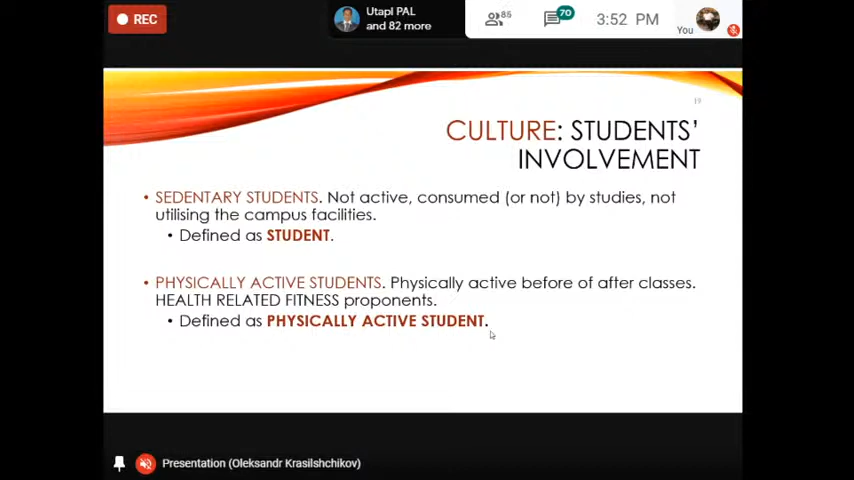 REC
Utapl PAL
and 82 more
85
70
3:52 PM
You
19
CULTURE: STUDENTS'
INVOLVEMENT
• SEDENTARY STUDENTS. Not active, consumed (or not) by studies, not
utilising the campus facilities.
• Defined as STUDENT.
• PHYSICALLY ACTIVE STUDENTS. Physically active before of after classes.
HEALTH RELATED FITNESS proponents.
• Defined as PHYSICALLY ACTIVE STUDENT.
Presentation (Oleksandr Krasilshchikov)